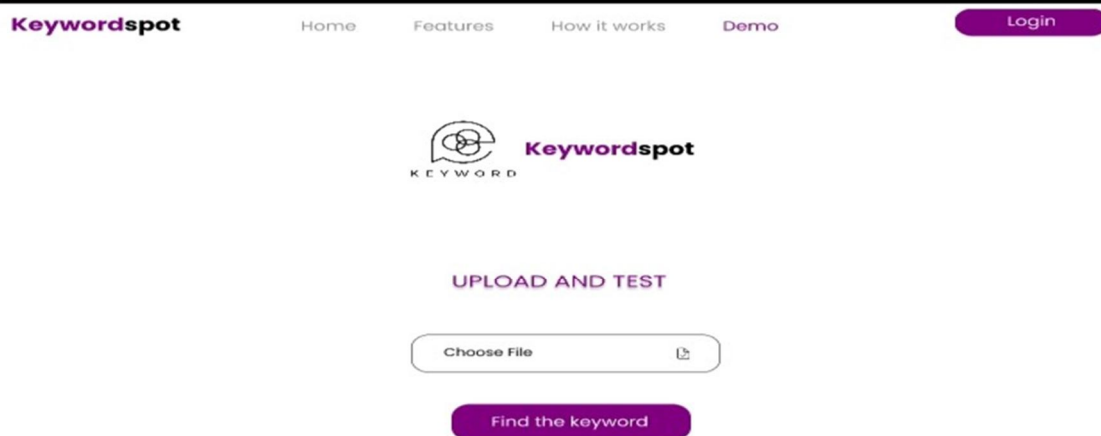 Keywordspot Home Features How it works Demo Login
Keywordspot
KEYWORD
UPLOAD AND TEST
Choose File
Find the keyword